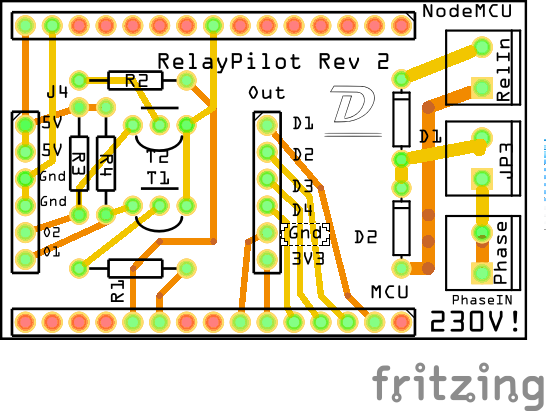 NodeMCU
RelayPilot Rev 2
RelIn
R2
J4
Out
5V
D1
D1
5V
T2
D2
JP3
R3
R4
Gnd
T1
D3
Gnd
D4
O2
Gnd
D2
Phase
O1
3V3
R1
MCU
PhaseIN
230V!
D
fritzing